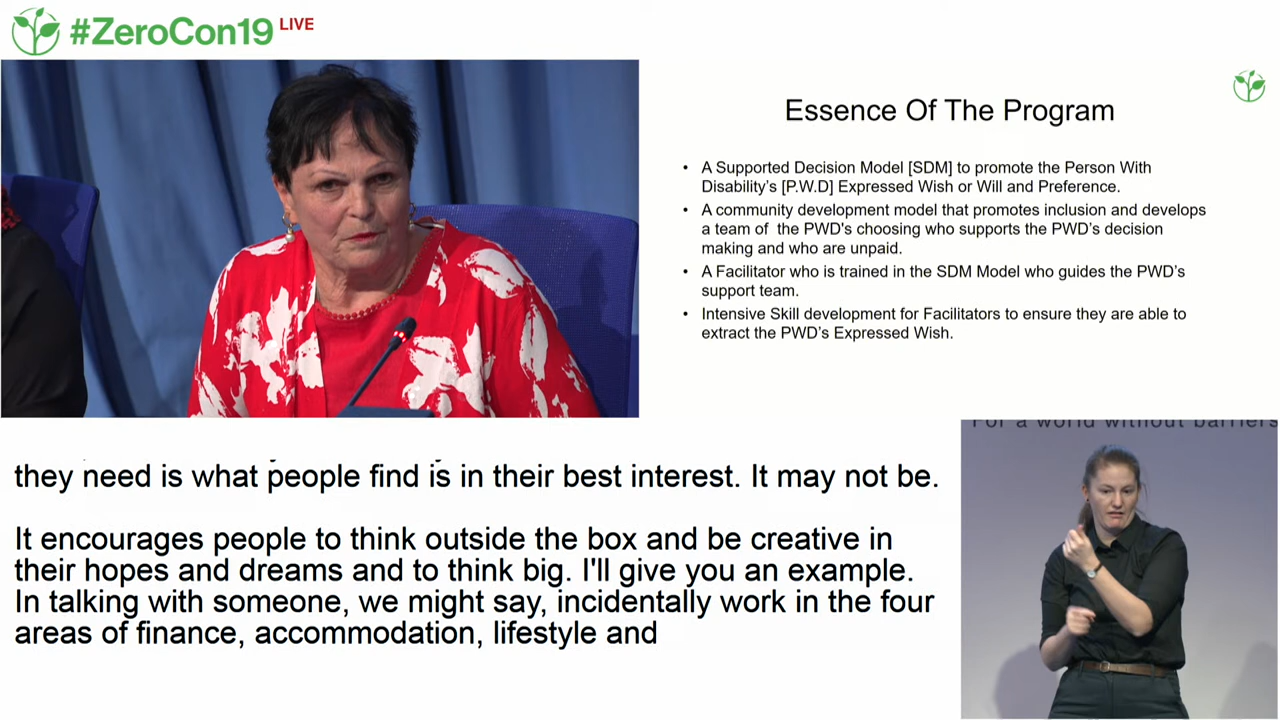 #ZeroCon19 LIVE
Essence Of The Program
• A Supported Decision Model [SDM] to promote the Person With
Disability's [P.W.D] Expressed Wish or Will and Preference.
• A community development model that promotes inclusion and develops
a team of the PWD's choosing who supports the PWD's decision
making and who are unpaid.
• A Facilitator who is trained in the SDM Model who guides the PWD's
support team.
• Intensive Skill development for Facilitators to ensure they are able to
extract the PWD's Expressed Wish.
For a world without barriers
they need is what people find is in their best interest. It may not be.
It encourages people to think outside the box and be creative in
their hopes and dreams and to think big. I'll give you an example.
In talking with someone, we might say, incidentally work in the four
areas of finance, accommodation, lifestyle and